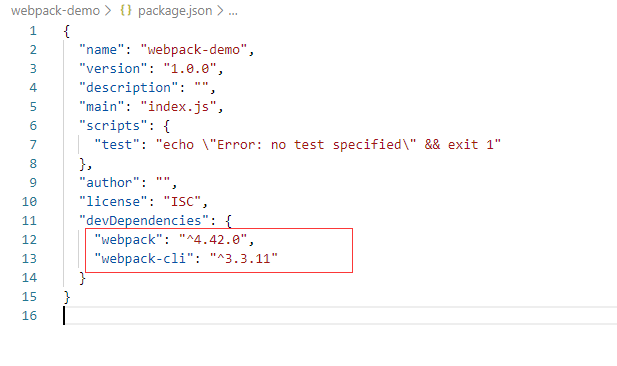 webpack-demo > {} package.json > ...
1 {
2 "name": "webpack-demo",
3 "version": "1.0.0",
4 "description": "",
5 "main": "index.js",
6 "scripts": {
7 "test": "echo \"Error: no test specified\" && exit 1"
8 },
9 "author": "",
10 "license": "ISC",
11 "devDependencies": {
12 "webpack": "^4.42.0",
13 "webpack-cli": "^3.3.11"
14 }
15 }
16